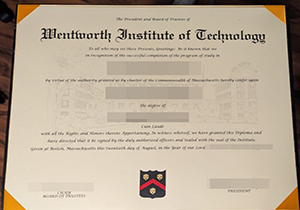 The President and Board of Trustees of
Wentworth Institute of Technology
To all who may see these Presents, Greetings: Be it known that we
in recognition of the successful completion of the program of study in
by virtue of the authority granted as charter of the Commonwealth of Massachusetts hereby confer upon
the degree of
Cum Laude
with all the Rights and Honors thereto Appertaining. In witness whereof, we have granted this Diploma and
have directed that it be signed by the duly authorized officers and Sealed with the seal of the Institute.
Given at Boston, Massachusetts this twentieth day of August, in the Year of our Lord
CHAIR
BOARD OF TRUSTEES
PRESIDENT